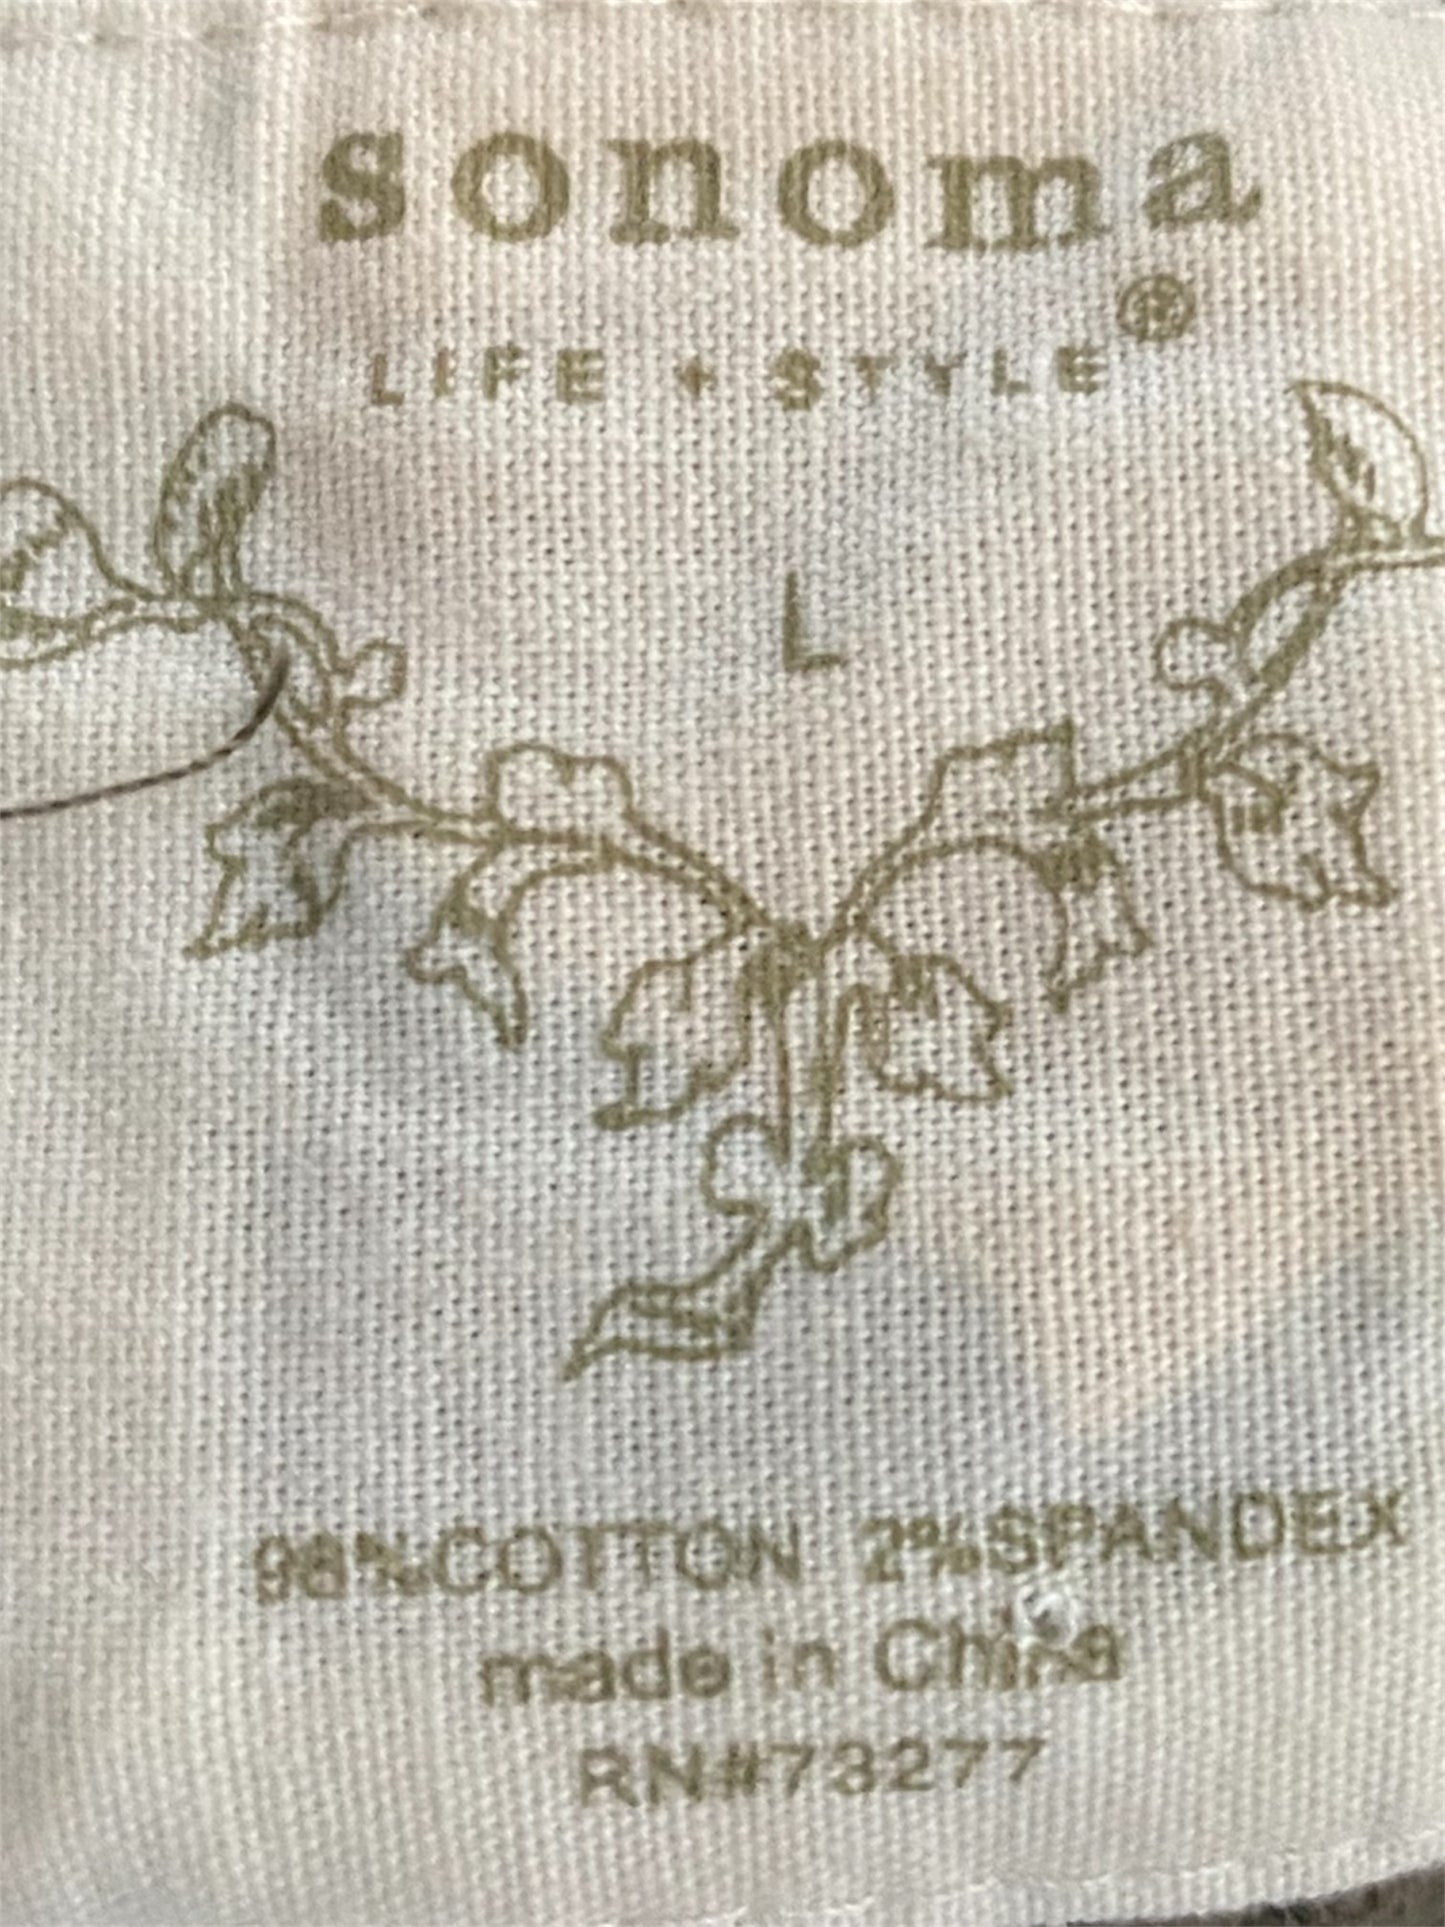 sonoma
®
LIFE + STYLE
L
98%COTTON 2%SPANDEX
made in China
RN#73277